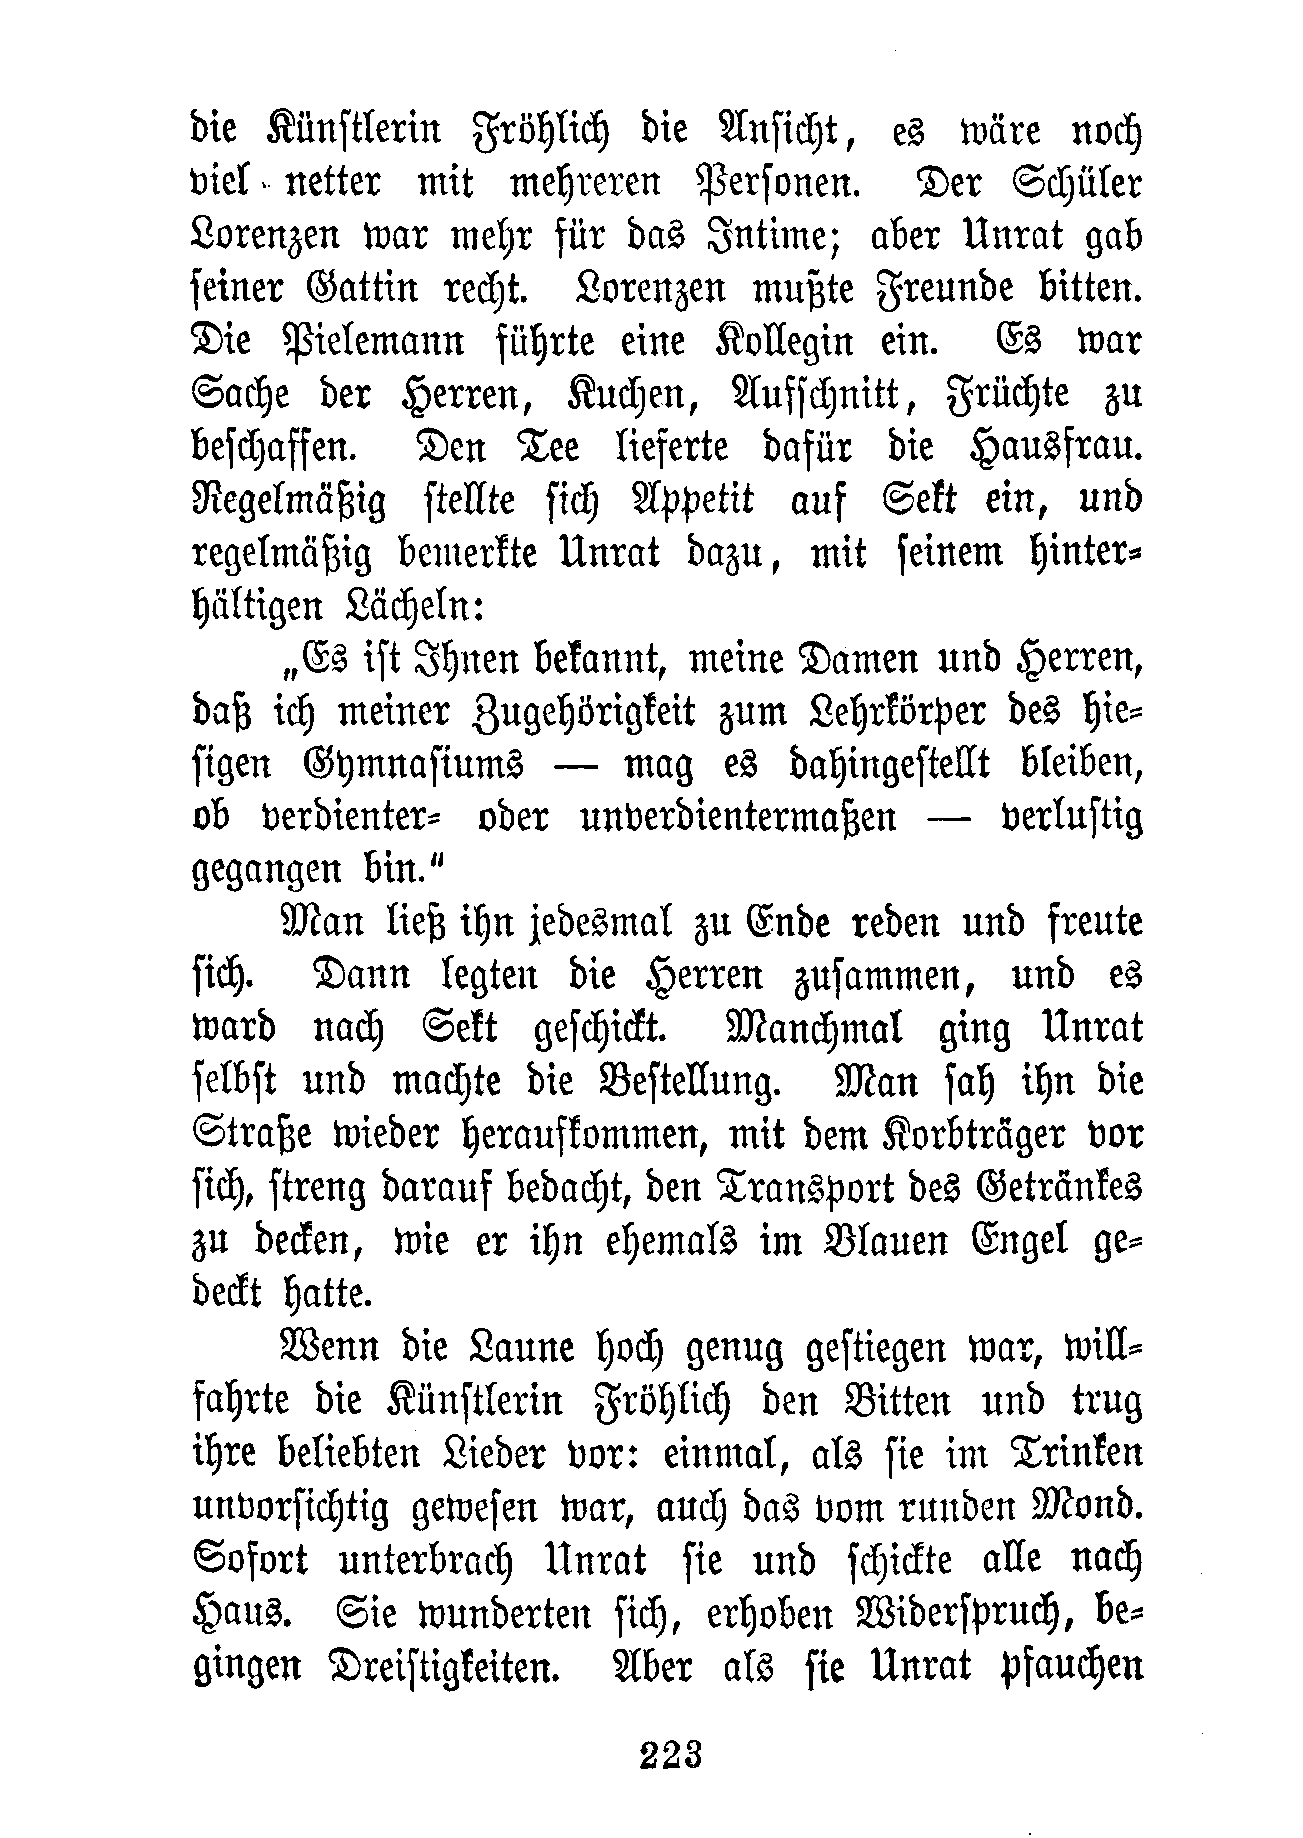 die Künstlerin Fröhlich die Ansicht, es wäre noch
viel netter mit mehreren Personen. Der Schüler
Lorenzen war mehr für das Intime; aber Unrat gab
seiner Gattin recht. Lorenzen mußte Freunde bitten.
Die Pielemann führte eine Kollegin ein. Es war
Sache der Herren, Kuchen, Aufschnitt, Früchte zu
beschaffen. Den Tee lieferte dafür die Hausfrau.
Regelmäßig stellte sich Appetit auf Sekt ein, und
regelmäßig bemerkte Unrat dazu, mit seinem hinter-
hältigen Lächeln:
„Es ist Ihnen bekannt, meine Damen und Herren,
daß ich meiner Zugehörigkeit zum Lehrkörper des hie-
sigen Gymnasiums — mag es dahingestellt bleiben,
ob verdienter- oder unverdientermaßen — verlustig
gegangen bin.“
Man ließ ihn jedesmal zu Ende reden und freute
sich. Dann legten die Herren zusammen, und es
ward nach Sekt geschickt. Manchmal ging Unrat
selbst und machte die Bestellung. Man sah ihn die
Straße wieder heraufkommen, mit dem Korbträger vor
sich, streng darauf bedacht, den Transport des Getränkes
zu decken, wie er ihn ehemals im Blauen Engel ge-
deckt hatte.
Wenn die Laune hoch genug gestiegen war, will-
fahrte die Künstlerin Fröhlich den Bitten und trug
ihre beliebten Lieder vor: einmal, als sie im Trinken
unvorsichtig gewesen war, auch das vom runden Mond.
Sofort unterbrach Unrat sie und schickte alle nach
Haus. Sie wunderten sich, erhoben Widerspruch, be-
gingen Dreistigkeiten. Aber als sie Unrat pfauchen
223